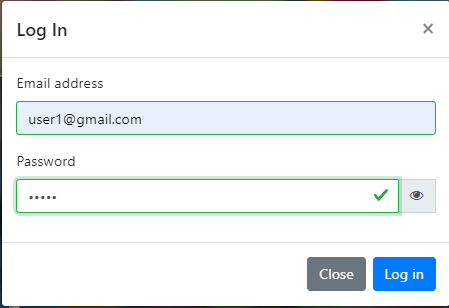 Log In
×
Email address
user1@gmail.com
Password
•••••
Close Log in